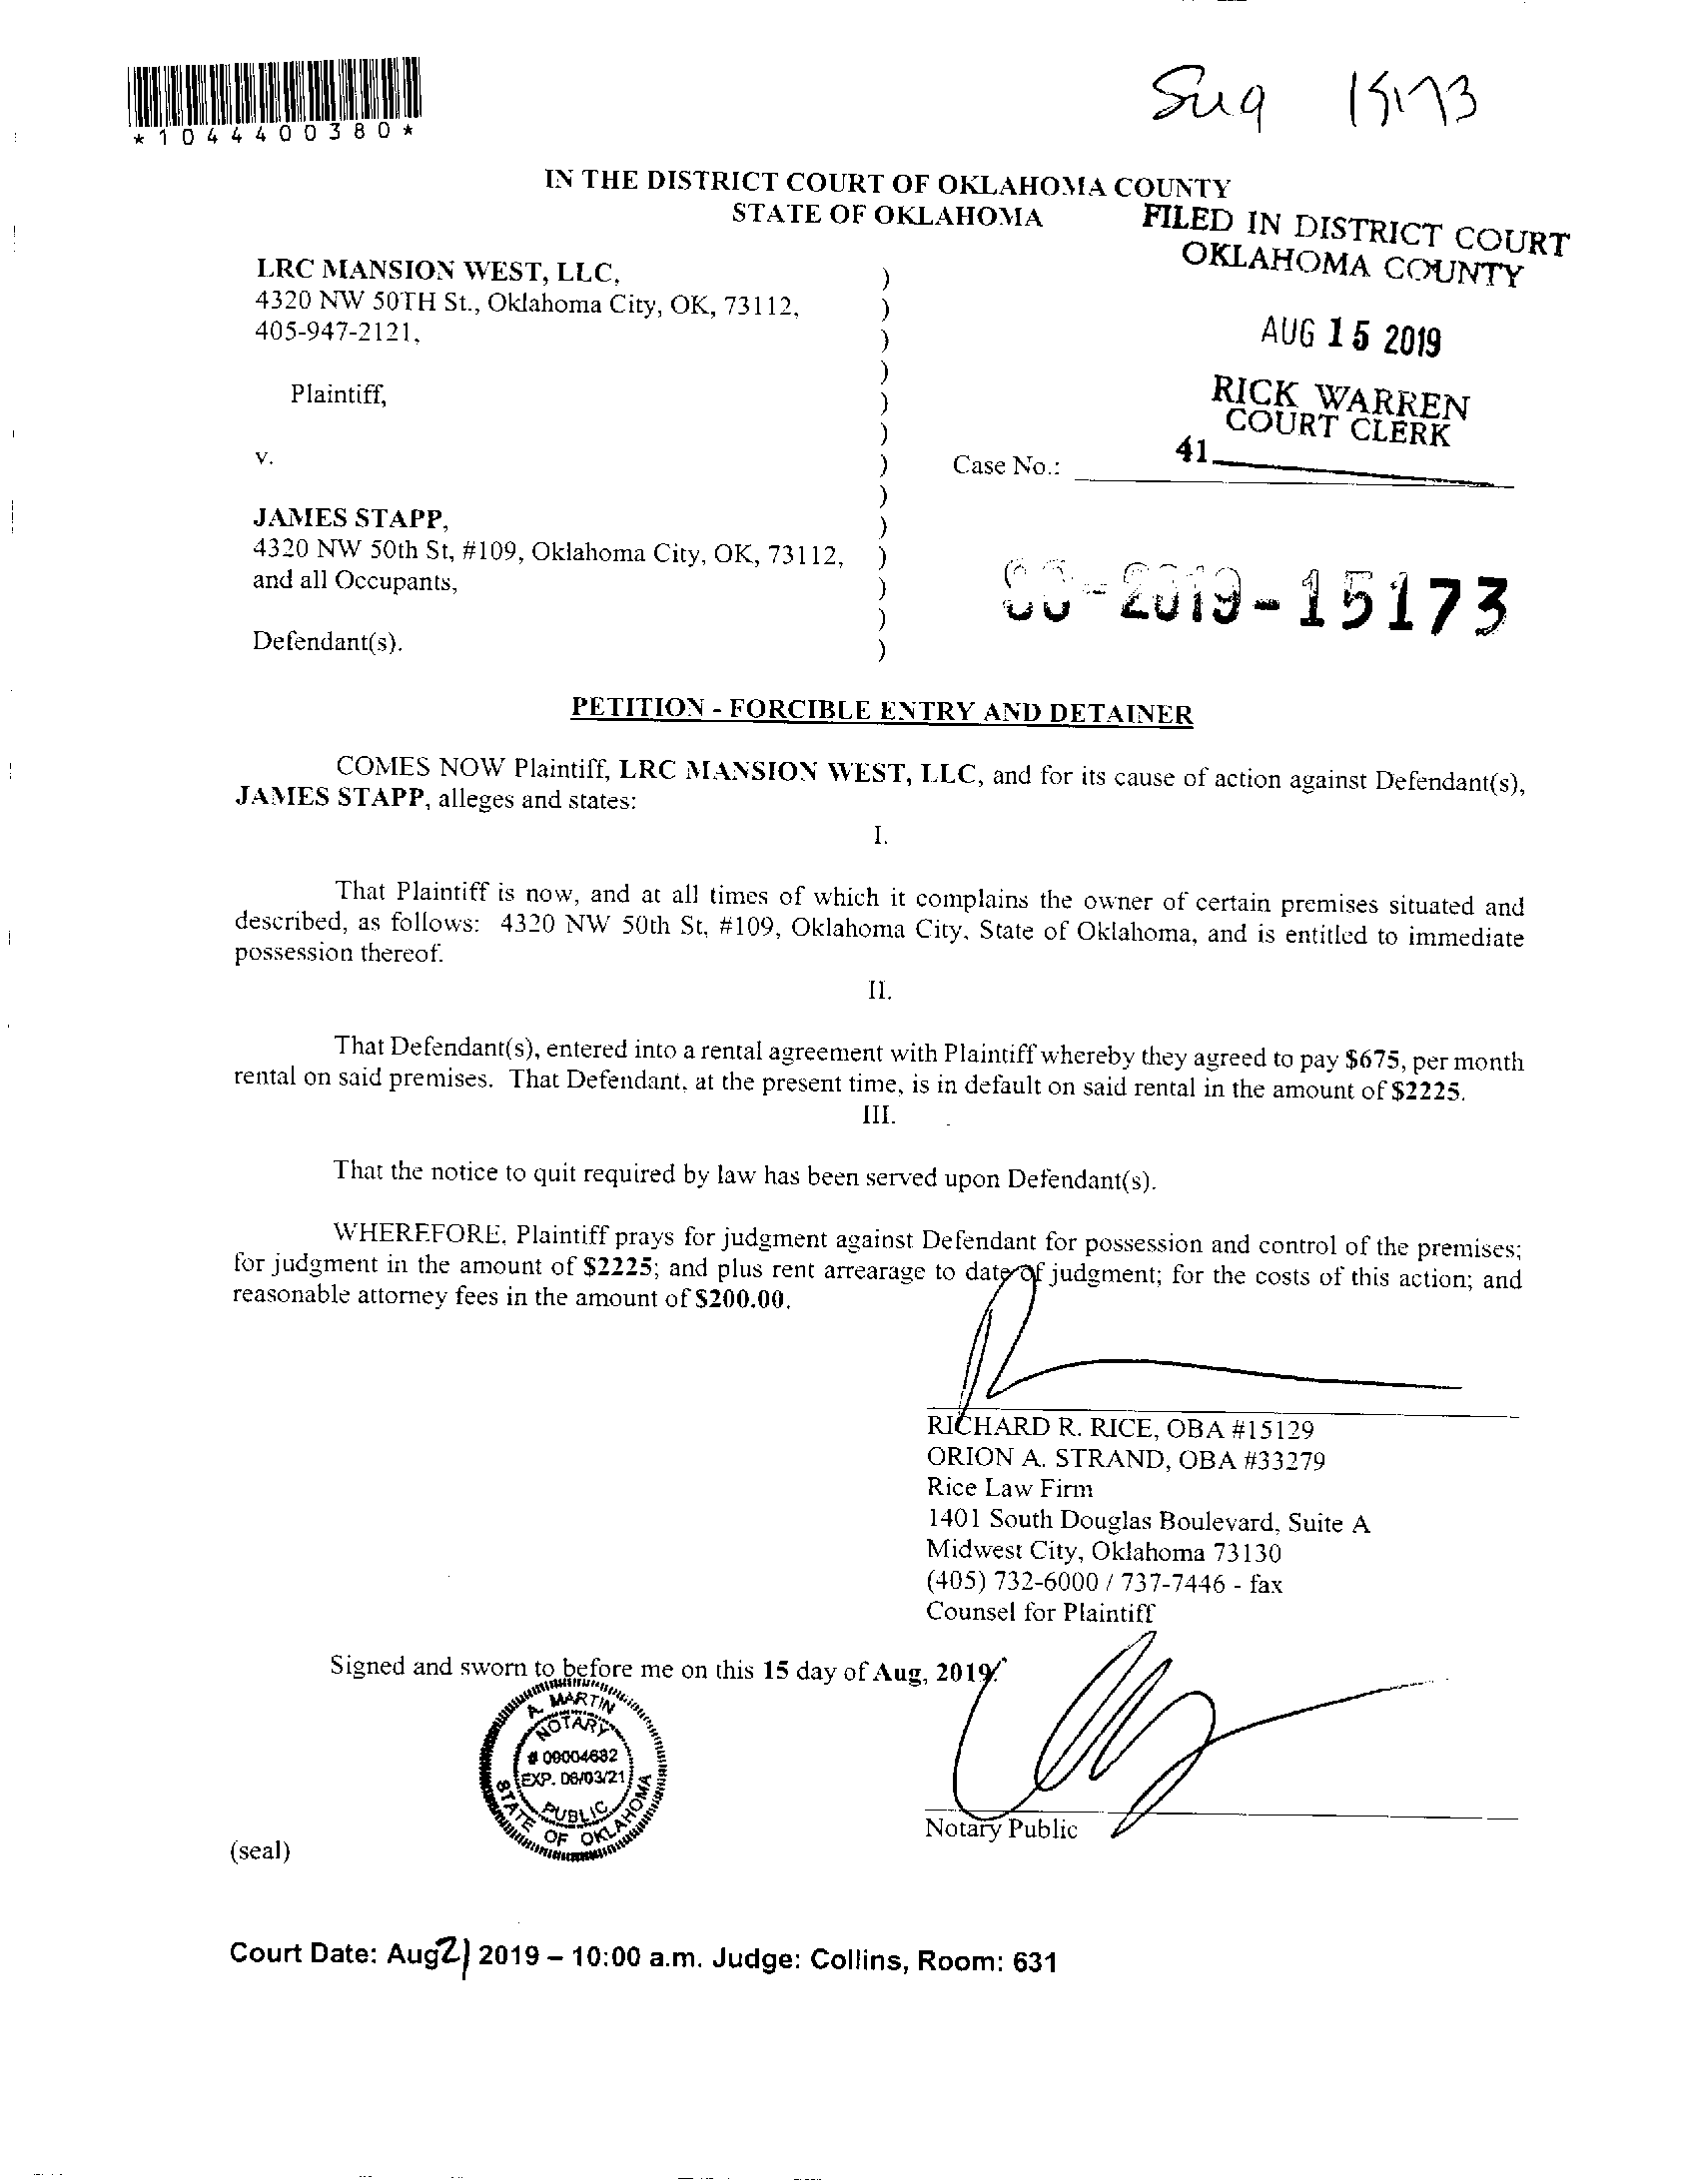 *1044400380*
15173
IN THE DISTRICT COURT OF OKLAHOMA COUNTY
STATE OF OKLAHOMA
FILED IN DISTRICT COURT
OKLAHOMA COUNTY
AUG 15 2019
RICK WARREN
COURT CLERK
41
LRC MANSION WEST, LLC,
4320 NW 50TH St., Oklahoma City, OK, 73112,
405-947-2121,
Plaintiff,
v.
Case No.:
JAMES STAPP,
4320 NW 50th St, #109, Oklahoma City, OK, 73112,
and all Occupants,
Defendant(s).
-2019-15173
PETITION - FORCIBLE ENTRY AND DETAINER
COMES NOW Plaintiff, LRC MANSION WEST, LLC, and for its cause of action against Defendant(s),
JAMES STAPP, alleges and states:
I.
That Plaintiff is now, and at all times of which it complains the owner of certain premises situated and
described, as follows: 4320 NW 50th St, #109, Oklahoma City, State of Oklahoma, and is entitled to immediate
possession thereof.
II.
That Defendant(s), entered into a rental agreement with Plaintiff whereby they agreed to pay $675, per month
rental on said premises. That Defendant, at the present time, is in default on said rental in the amount of $2225.
III.
That the notice to quit required by law has been served upon Defendant(s).
WHEREFORE, Plaintiff prays for judgment against Defendant for possession and control of the premises;
for judgment in the amount of $2225; and plus rent arrearage to date of judgment; for the costs of this action; and
reasonable attorney fees in the amount of $200.00.
RICHARD R. RICE, OBA #15129
ORION A. STRAND, OBA #33279
Rice Law Firm
1401 South Douglas Boulevard, Suite A
Midwest City, Oklahoma 73130
(405) 732-6000 / 737-7446 - fax
Counsel for Plaintiff
Signed and sworn to before me on this 15 day of Aug, 2019.
A. MARTIN
NOTARY
# 09004682
EXP. 06/03/21
PUBLIC
STATE OF OKLAHOMA
Notary Public
(seal)
Court Date: Aug 21 2019 – 10:00 a.m. Judge: Collins, Room: 631